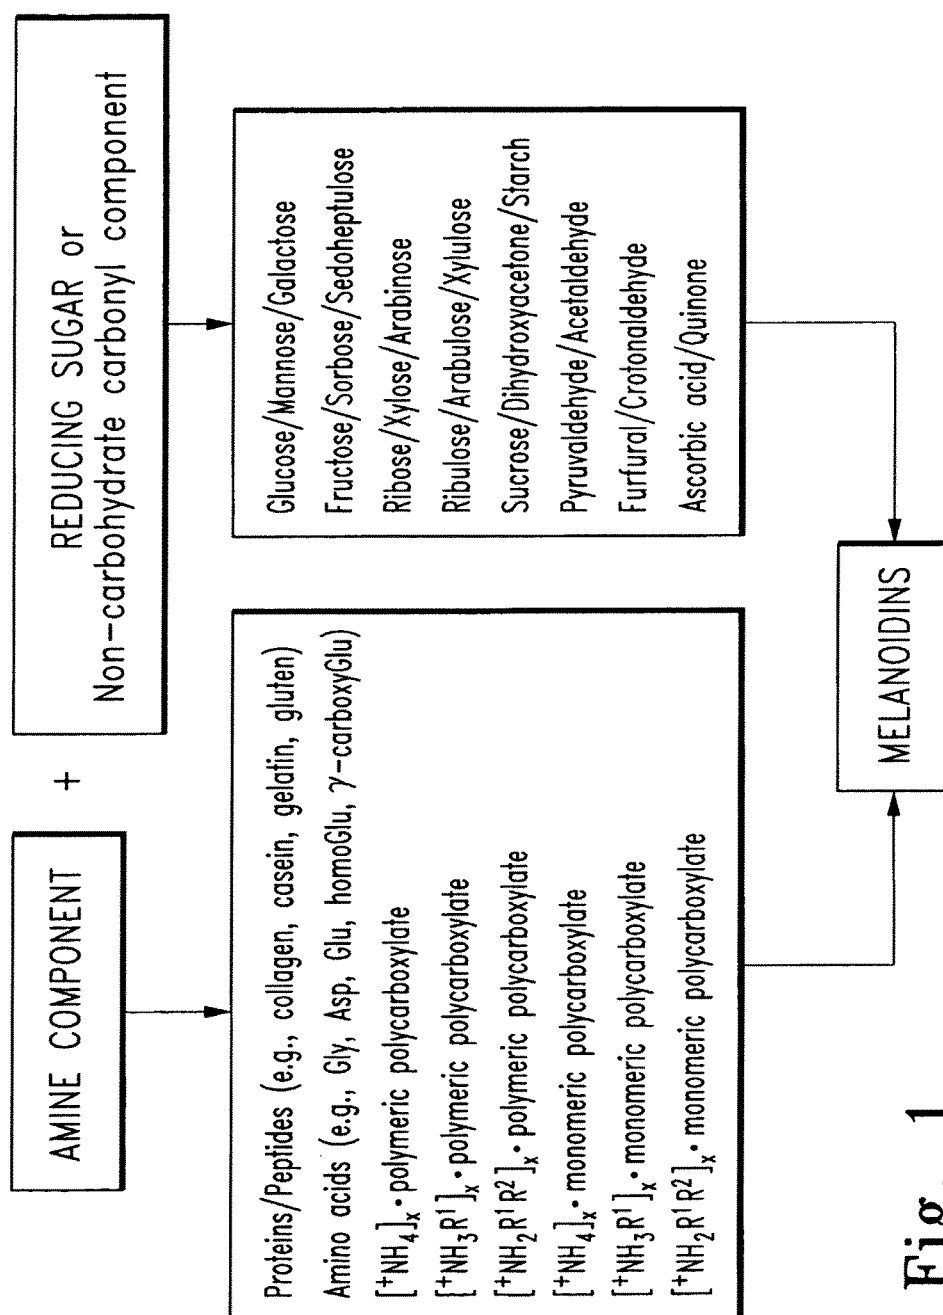 AMINE COMPONENT
+
REDUCING SUGAR or
Non-carbohydrate carbonyl component
Proteins/Peptides (e.g., collagen, casein, gelatin, gluten)
Amino acids (e.g., Gly, Asp, Glu, homoGlu, γ-carboxyGlu)
[⁺NH₄]ₓ • polymeric polycarboxylate
[⁺NH₃R¹]ₓ • polymeric polycarboxylate
[⁺NH₂R¹R²]ₓ • polymeric polycarboxylate
[⁺NH₄]ₓ • monomeric polycarboxylate
[⁺NH₃R¹]ₓ • monomeric polycarboxylate
[⁺NH₂R¹R²]ₓ • monomeric polycarboxylate
Glucose/Mannose/Galactose
Fructose/Sorbose/Sedoheptulose
Ribose/Xylose/Arabinose
Ribulose/Arabulose/Xylulose
Sucrose/Dihydroxyacetone/Starch
Pyruvaldehyde/Acetaldehyde
Furfural/Crotonaldehyde
Ascorbic acid/Quinone
MELANOIDINS
Fig. 1